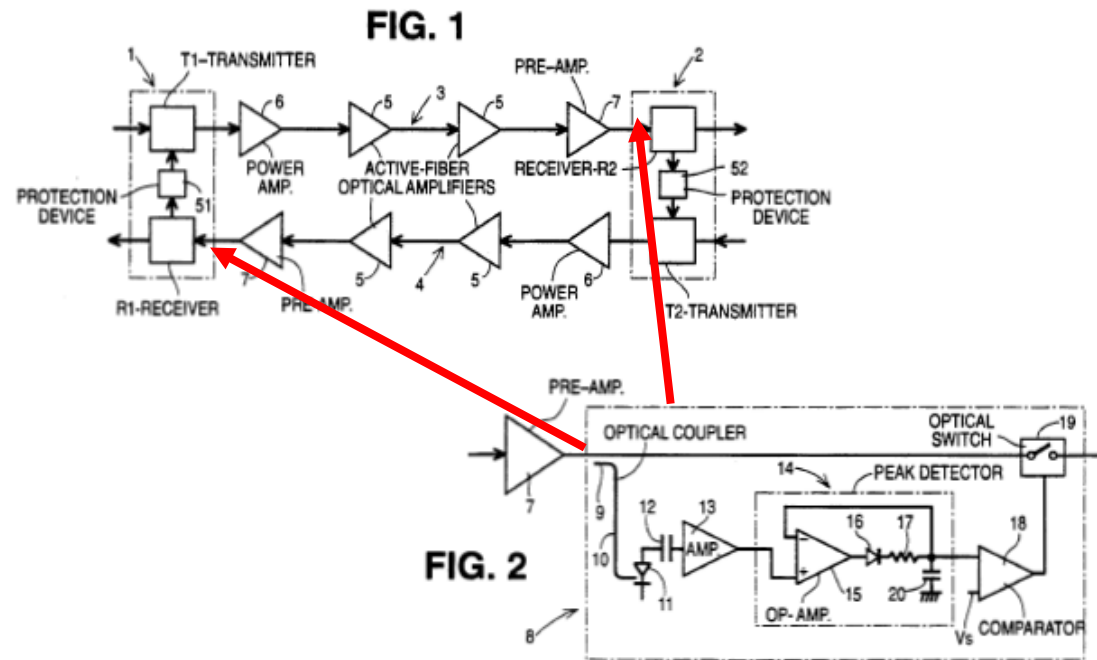 FIG. 1
1
T1-TRANSMITTER
2
PRE-AMP.
6
5
3
5
7
POWER
AMP.
ACTIVE-FIBER
OPTICAL AMPLIFIERS
RECEIVER-R2
52
PROTECTION
DEVICE
51
PROTECTION
DEVICE
7
5
4
5
6
R1-RECEIVER
PRE-AMP.
POWER
AMP.
T2-TRANSMITTER
PRE-AMP.
OPTICAL COUPLER
OPTICAL
SWITCH
19
7
9
14
PEAK DETECTOR
12
13
16
17
18
10
AMP.
FIG. 2
11
15
20
OP-AMP.
8
Vs
COMPARATOR